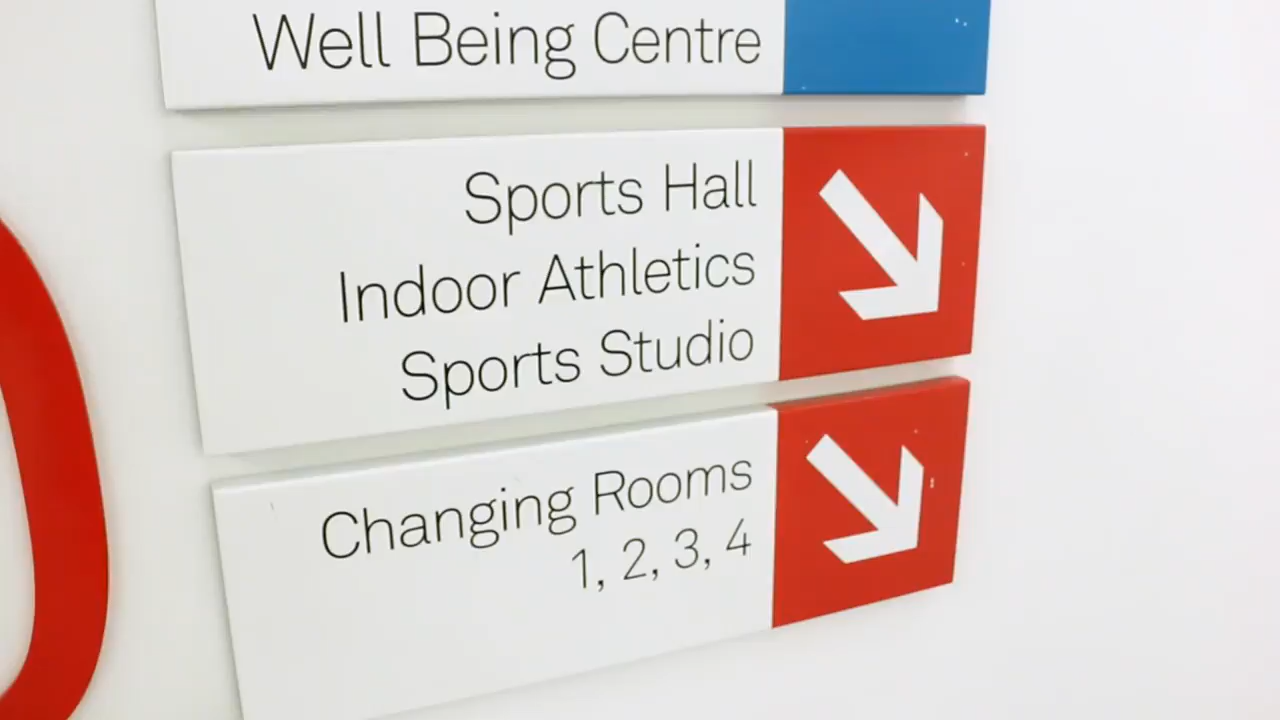 Well Being Centre
Sports Hall
Indoor Athletics
Sports Studio
Changing Rooms
1, 2, 3, 4